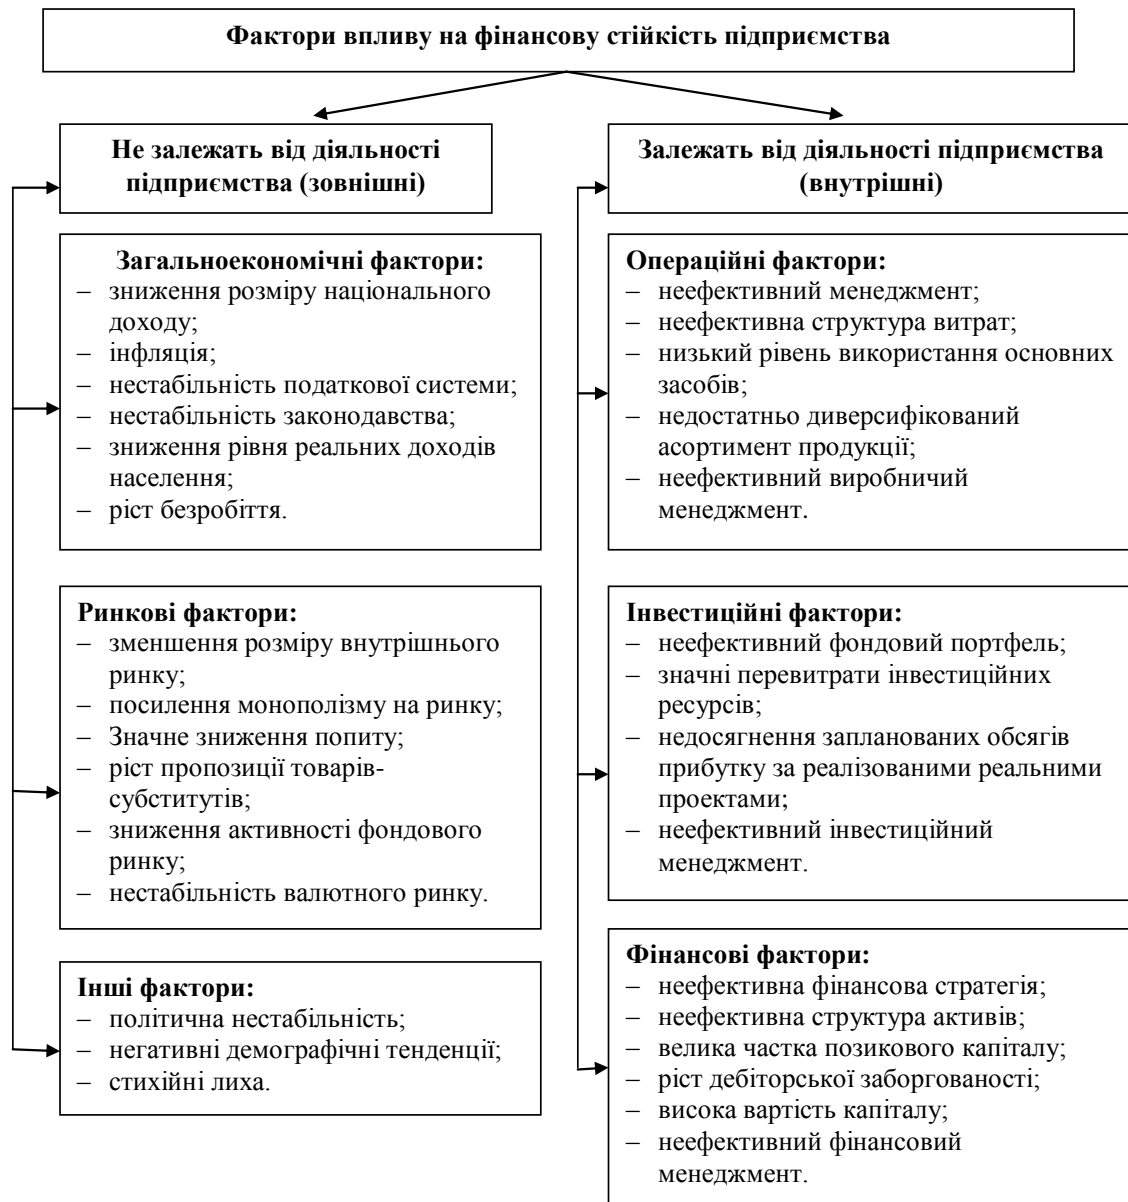 Фактори впливу на фінансову стійкість підприємства
Не залежать від діяльності
підприємства (зовнішні)
Загальноекономічні фактори:
– зниження розміру національного
доходу;
– інфляція;
– нестабільність податкової системи;
– нестабільність законодавства;
– зниження рівня реальних доходів
населення;
– ріст безробіття.
Ринкові фактори:
– зменшення розміру внутрішнього
ринку;
– посилення монополізму на ринку;
– Значне зниження попиту;
– ріст пропозиції товарів-
субститутів;
– зниження активності фондового
ринку;
– нестабільність валютного ринку.
Інші фактори:
– політична нестабільність;
– негативні демографічні тенденції;
– стихійні лиха.
Залежать від діяльності підприємства
(внутрішні)
Операційні фактори:
– неефективний менеджмент;
– неефективна структура витрат;
– низький рівень використання основних
засобів;
– недостатньо диверсифікований
асортимент продукції;
– неефективний виробничий
менеджмент.
Інвестиційні фактори:
– неефективний фондовий портфель;
– значні перевитрати інвестиційних
ресурсів;
– недосягнення запланованих обсягів
прибутку за реалізованими реальними
проектами;
– неефективний інвестиційний
менеджмент.
Фінансові фактори:
– неефективна фінансова стратегія;
– неефективна структура активів;
– велика частка позикового капіталу;
– ріст дебіторської заборгованості;
– висока вартість капіталу;
– неефективний фінансовий
менеджмент.